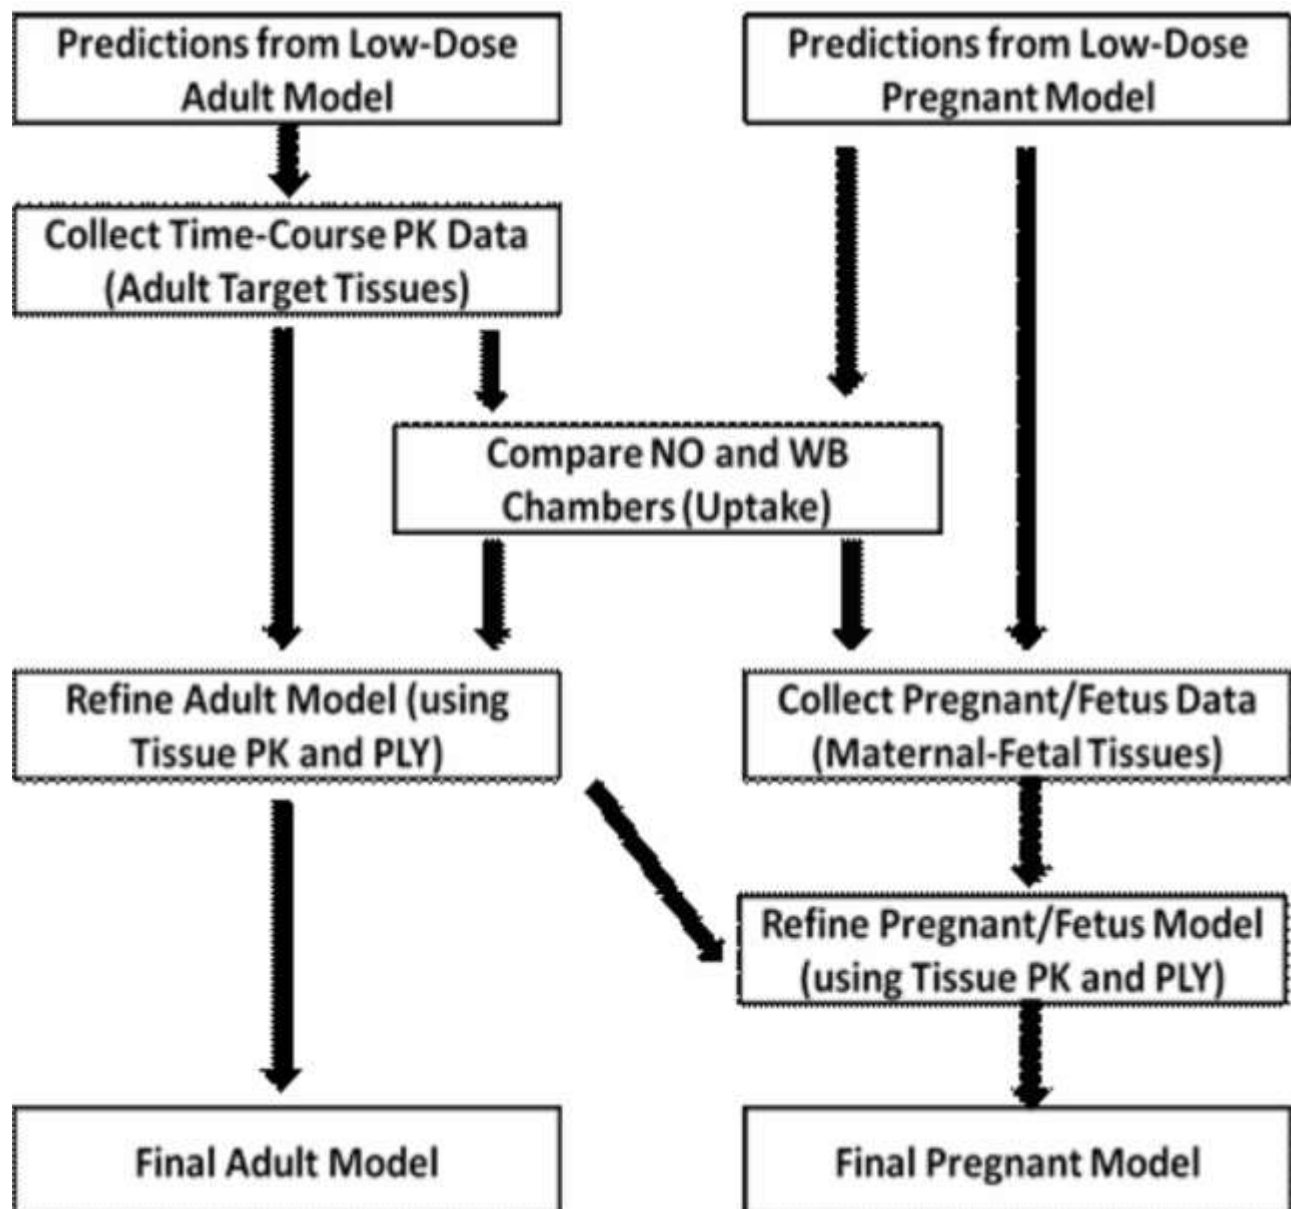 Predictions from Low-Dose
Adult Model
Predictions from Low-Dose
Pregnant Model
Collect Time-Course PK Data
(Adult Target Tissues)
Compare NO and WB
Chambers (Uptake)
Refine Adult Model (using
Tissue PK and PLY)
Collect Pregnant/Fetus Data
(Maternal-Fetal Tissues)
Refine Pregnant/Fetus Model
(using Tissue PK and PLY)
Final Adult Model
Final Pregnant Model